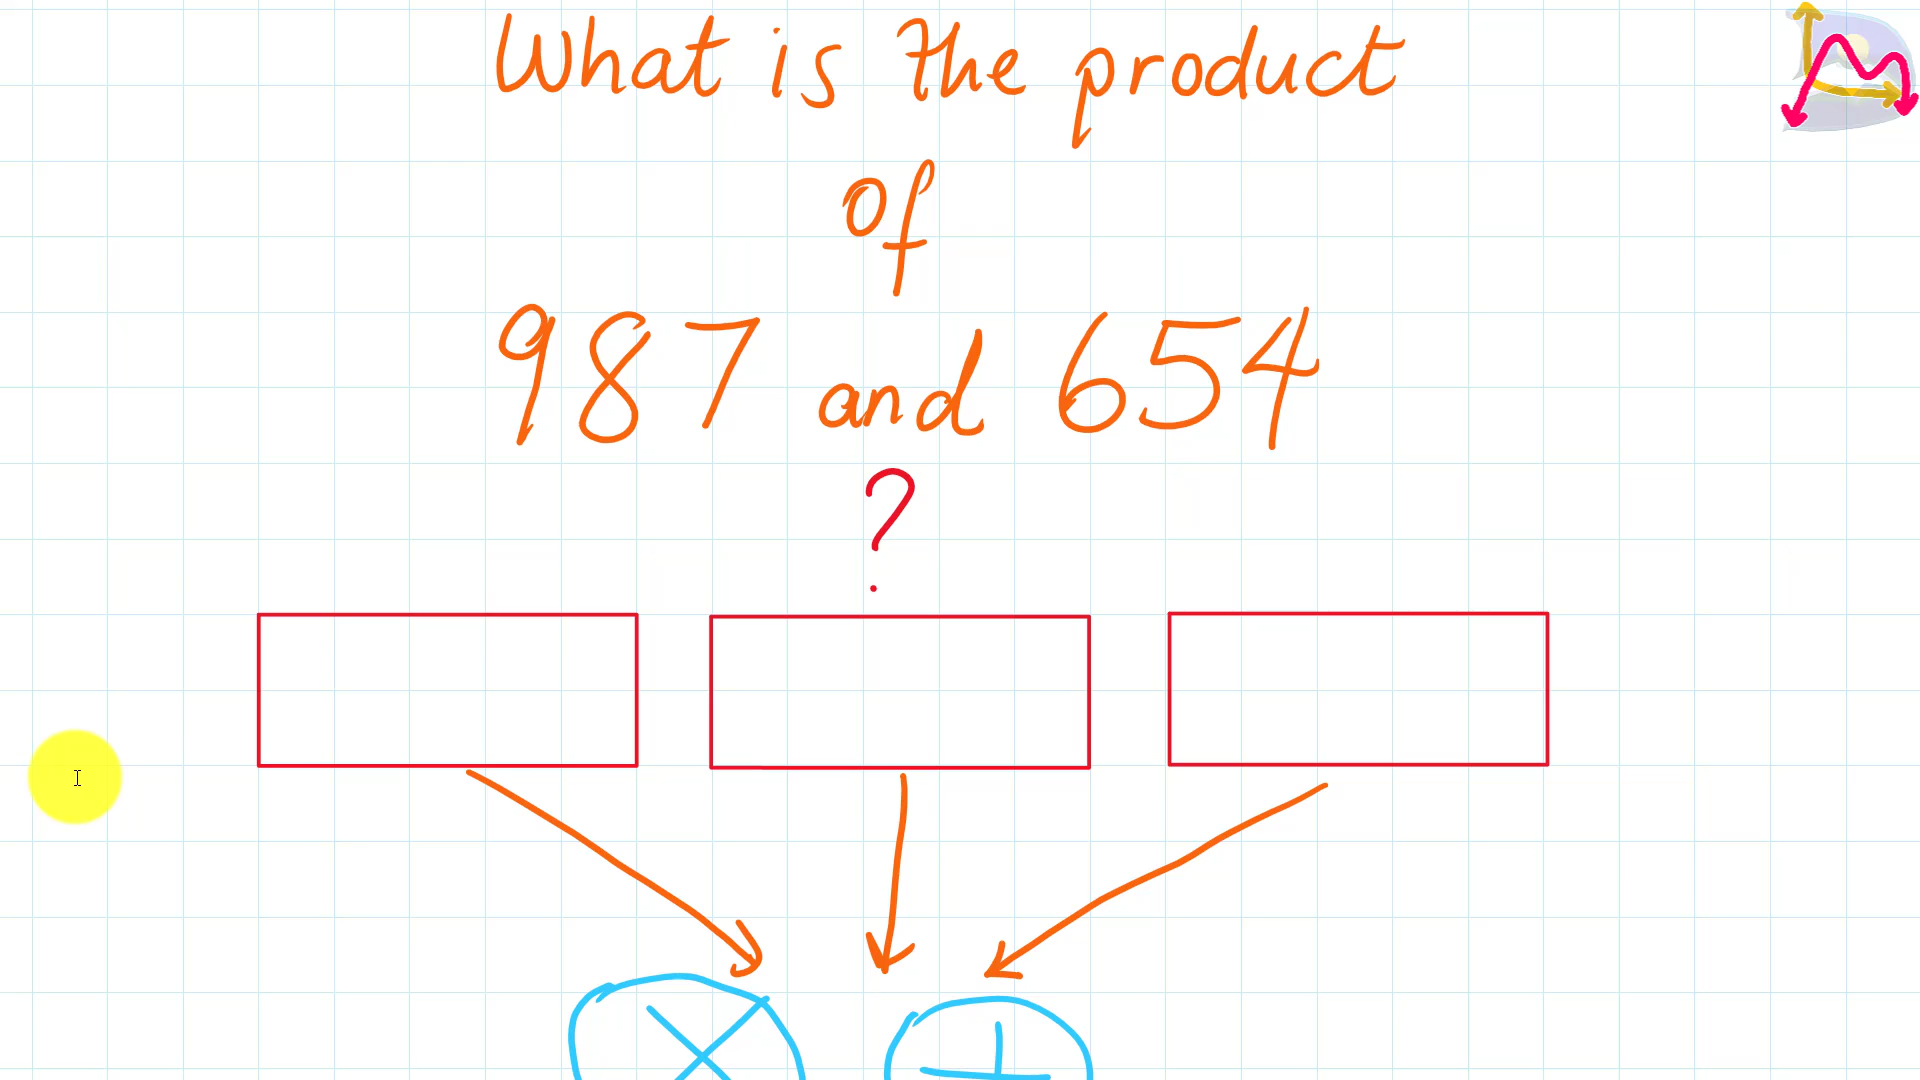 What is the product
of
987 and 654
?